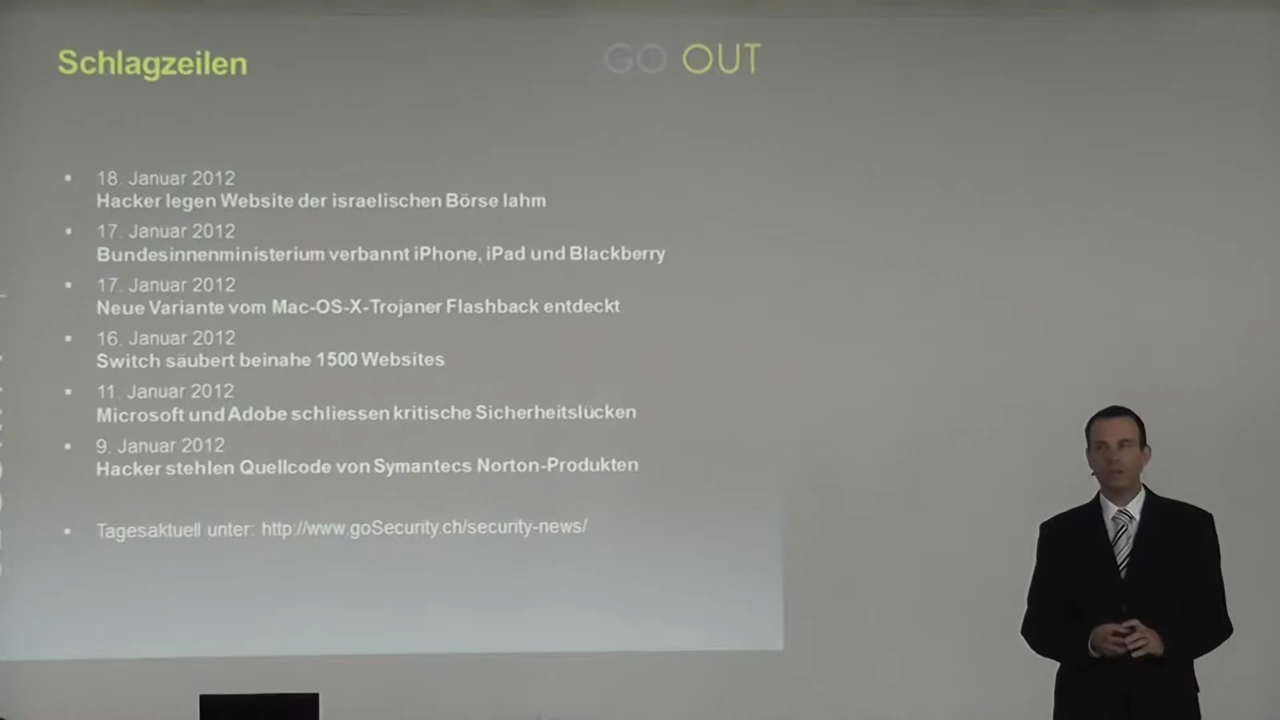 Schlagzeilen
GO OUT
18. Januar 2012
Hacker legen Website der israelischen Börse lahm
17. Januar 2012
Bundesinnenministerium verbannt iPhone, iPad und Blackberry
17. Januar 2012
Neue Variante vom Mac-OS-X-Trojaner Flashback entdeckt
16. Januar 2012
Switch säubert beinahe 1500 Websites
11. Januar 2012
Microsoft und Adobe schliessen kritische Sicherheitslücken
9. Januar 2012
Hacker stehlen Quellcode von Symantecs Norton-Produkten
Tagesaktuell unter: http://www.goSecurity.ch/security-news/